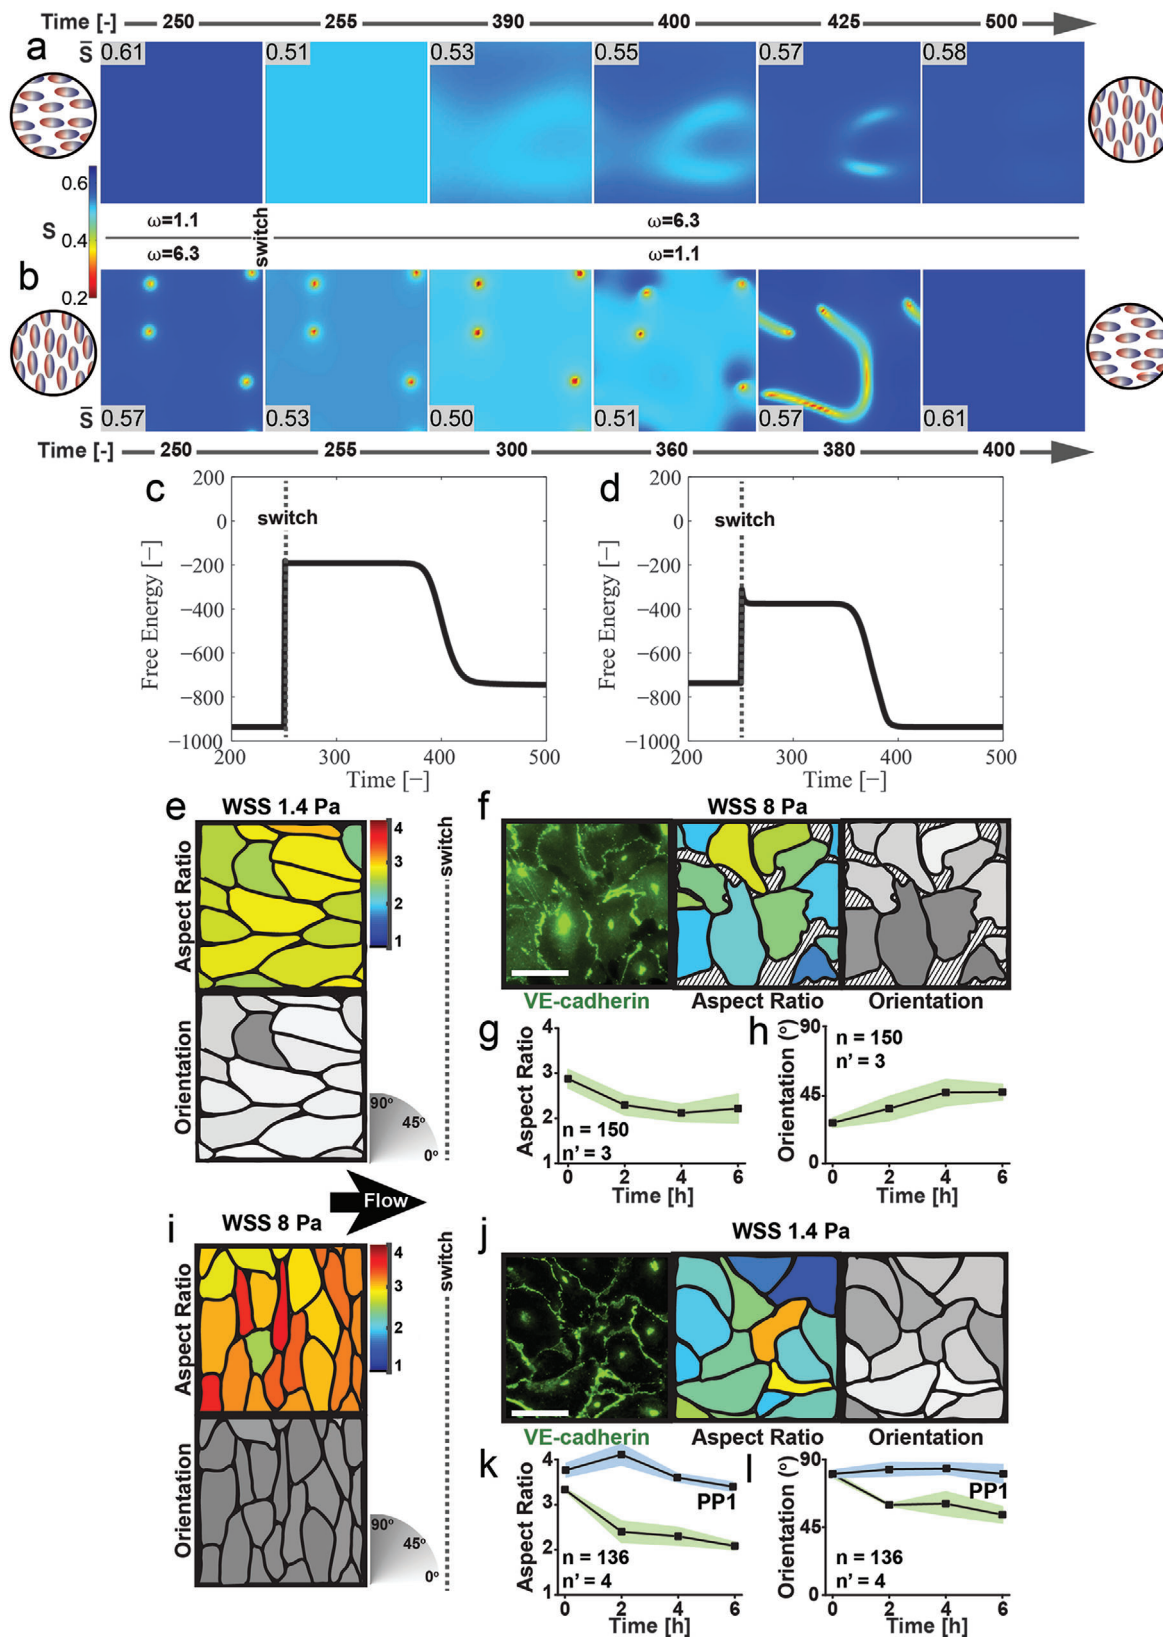 Time [-] 250 255 390 400 425 500
a
S̄ 0.61 0.51 0.53 0.55 0.57 0.58
0.6
S 0.4
0.2
ω=1.1 switch ω=6.3
ω=6.3 ω=1.1
b
S̄ 0.57 0.53 0.50 0.51 0.57 0.61
Time [-] 250 255 300 360 380 400
c
switch
Free Energy [−]
200
0
−200
−400
−600
−800
−1000
200 300 400 500
Time [−]
d
switch
Free Energy [−]
200
0
−200
−400
−600
−800
−1000
200 300 400 500
Time [−]
e
WSS 1.4 Pa
Aspect Ratio
4
3
2
1
switch
Orientation
90º
45º
0º
Flow
f
WSS 8 Pa
VE-cadherin Aspect Ratio Orientation
g
Aspect Ratio
4
3
2
1
n = 150
n' = 3
0 2 4 6
Time [h]
h
Orientation (º)
90
45
0
n = 150
n' = 3
0 2 4 6
Time [h]
i
WSS 8 Pa
Aspect Ratio
4
3
2
1
switch
Orientation
90º
45º
0º
j
WSS 1.4 Pa
VE-cadherin Aspect Ratio Orientation
k
Aspect Ratio
4
3
2
1
PP1
n = 136
n' = 4
0 2 4 6
Time [h]
l
Orientation (º)
90
45
0
PP1
n = 136
n' = 4
0 2 4 6
Time [h]